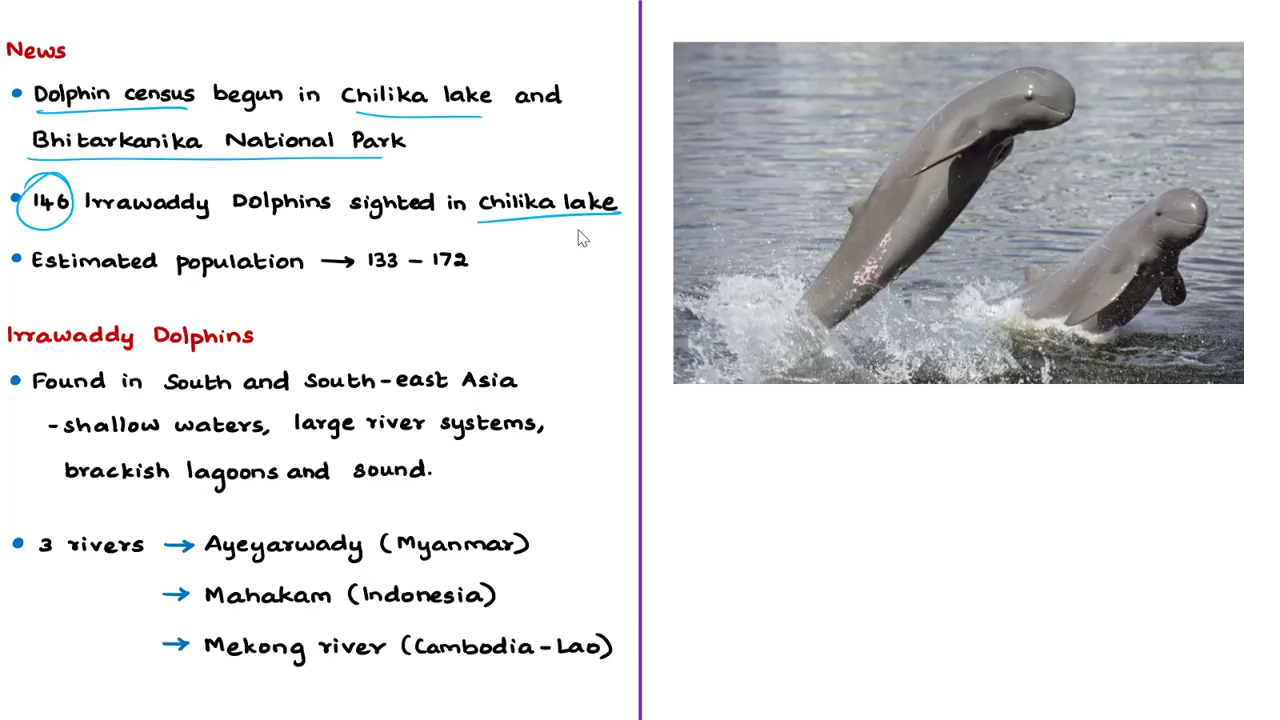 News
• Dolphin census begun in Chilika lake and
Bhitarkanika National Park
• 146 Irrawaddy Dolphins sighted in chilika lake
• Estimated population → 133 - 172
Irrawaddy Dolphins
• Found in South and South-east Asia
- shallow waters, large river systems,
brackish lagoons and sound.
• 3 rivers → Ayeyarwady (Myanmar)
→ Mahakam (Indonesia)
→ Mekong river (Cambodia-Lao)